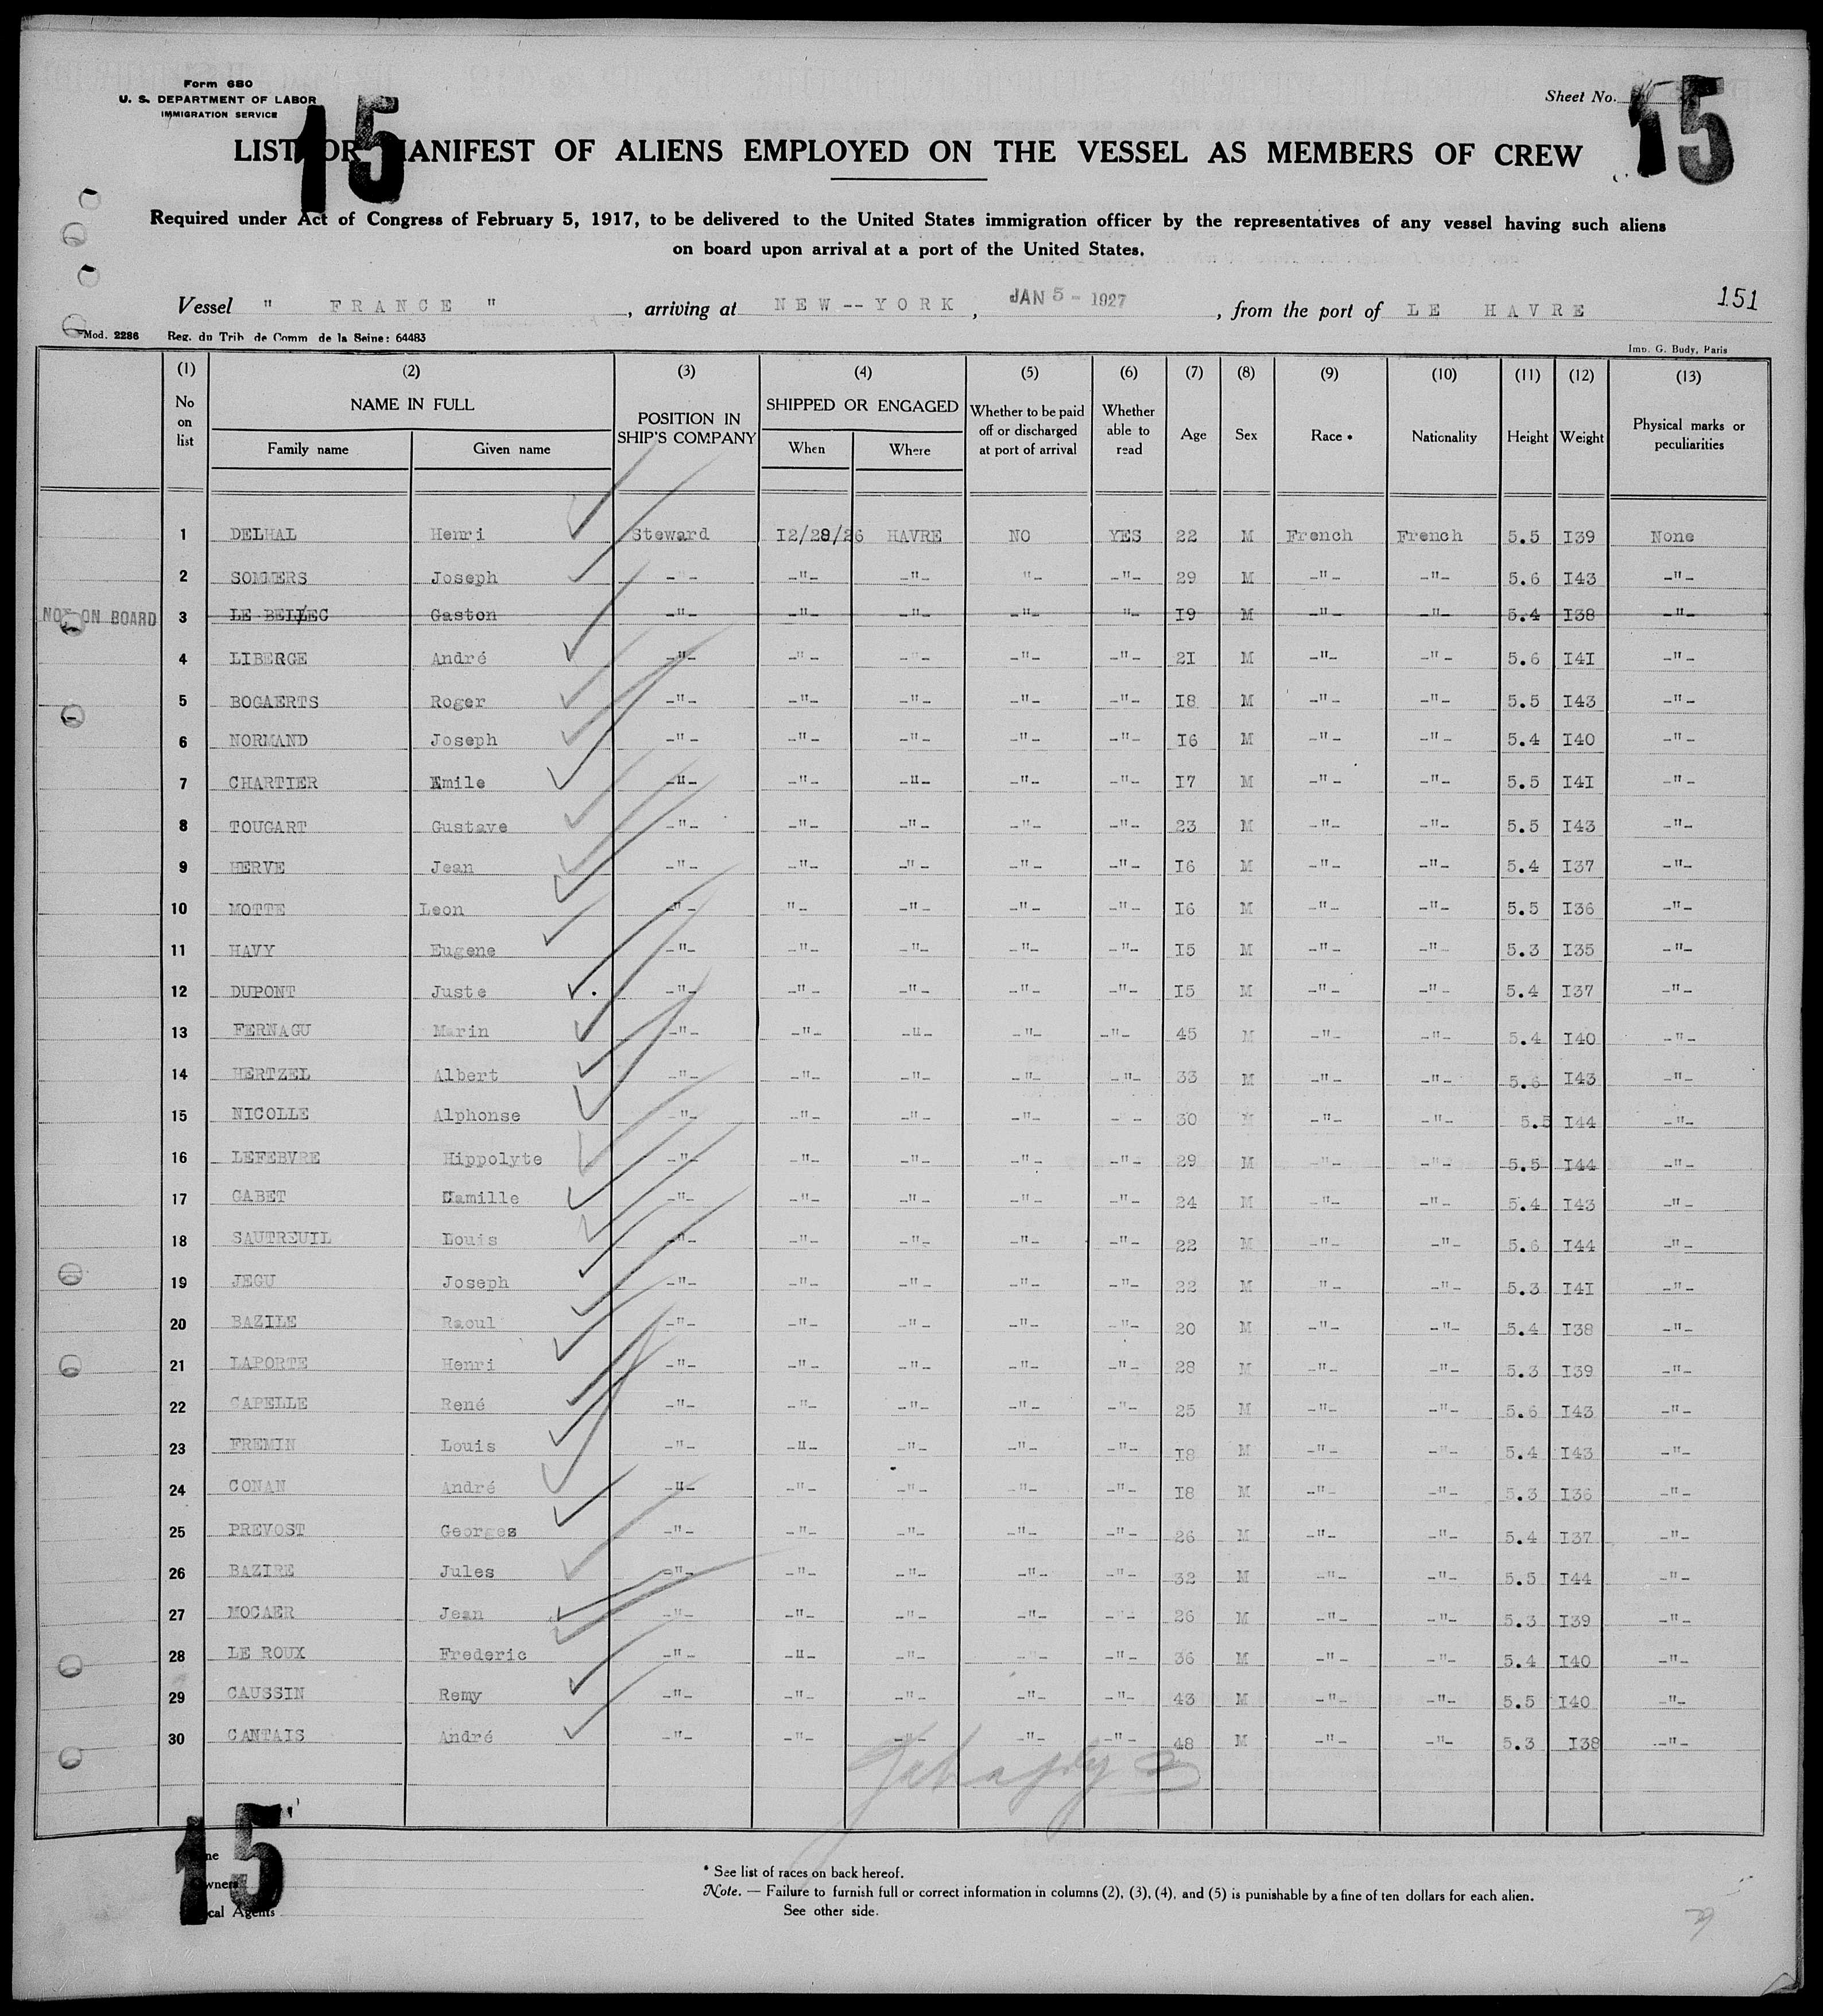 Form 680
U. S. DEPARTMENT OF LABOR
IMMIGRATION SERVICE
Sheet No.
15
15
LIST OR MANIFEST OF ALIENS EMPLOYED ON THE VESSEL AS MEMBERS OF CREW
Required under Act of Congress of February 5, 1917, to be delivered to the United States immigration officer by the representatives of any vessel having such aliens
on board upon arrival at a port of the United States.
Vessel " FRANCE ", arriving at NEW--YORK, JAN 5 - 1927, from the port of LE HAVRE 151
Mod. 2286 Reg. du Trib. de Comm de la Seine: 64483
Imp. G. Budy, Paris
(1) (2) (3) (4) (5) (6) (7) (8) (9) (10) (11) (12) (13)
No on list NAME IN FULL Family name Given name POSITION IN SHIP'S COMPANY SHIPPED OR ENGAGED When Where Whether to be paid off or discharged at port of arrival Whether able to read Age Sex Race * Nationality Height Weight Physical marks or peculiarities
1 DELHAL Henri Steward 12/29/26 HAVRE NO YES 22 M French French 5.5 139 None
2 SOMMERS Joseph -"- -"- -"- "- -"- 29 M -"- -"- 5.6 143 -"-
NOT ON BOARD 3 LE BELLEC Gaston -"- -"- -"- -"- "- 19 M -"- -"- 5.4 138 -"-
4 LIBERGE André -"- -"- -"- -"- -"- 21 M -"- -"- 5.6 141 -"-
5 BOGAERTS Roger -"- -"- -"- -"- -"- 18 M -"- -"- 5.5 143 -"-
6 NORMAND Joseph -"- -"- -"- -"- -"- 16 M -"- -"- 5.4 140 -"-
7 CHARTIER Emile -"- -"- -"- -"- -"- 17 M -"- -"- 5.5 141 -"-
8 TOUCART Gustave -"- -"- -"- -"- -"- 23 M -"- -"- 5.5 143 -"-
9 HERVE Jean -"- -"- -"- -"- -"- 16 M -"- -"- 5.4 137 -"-
10 MOTTE Leon -"- "- -"- -"- -"- 16 M -"- -"- 5.5 136 -"-
11 HAVY Eugene -"- -"- -"- -"- -"- 15 M -"- -"- 5.3 135 -"-
12 DUPONT Juste -"- -"- -"- -"- -"- 15 M -"- -"- 5.4 137 -"-
13 FERNAGU Marin -"- -"- -"- -"- -"- 45 M -"- -"- 5.4 140 -"-
14 HERTZEL Albert -"- -"- -"- -"- -"- 33 M -"- -"- 5.6 143 -"-
15 NICOLLE Alphonse -"- -"- -"- -"- - - 30 M -"- -"- 5.5 144 -"-
16 LEFEBVRE Hippolyte -"- -"- -"- -"- -"- 29 M -"- -"- 5.5 144 -"-
17 CABET Camille -"- -"- -"- -"- -"- 24 M -"- -"- 5.4 143 -"-
18 SAUTREUIL Louis -"- -"- -"- -"- -"- 22 M -"- -"- 5.6 144 -"-
19 JEGU Joseph -"- -"- -"- -"- -"- 22 M "- -"- 5.3 141 -"-
20 BAZILE Raoul -"- -"- -"- -"- -"- 20 M -"- -"- 5.4 138 -"-
21 LAPORTE Henri -"- -"- -"- -"- -"- 28 M -"- -"- 5.3 139 -"-
22 CAPELLE René -"- -"- -"- -"- -"- 25 M -"- -"- 5.6 143 -"-
23 FREMIN Louis -"- -"- -"- -"- -"- 18 M -"- -"- 5.4 143 -"-
24 CONAN André -"- -"- -"- -"- -"- 18 M -"- -"- 5.3 136 -"-
25 PREVOST Georges -"- -"- -"- -"- -"- 26 M -"- -"- 5.4 137 -"-
26 BAZIRE Jules -"- -"- -"- -"- -"- 32 M -"- -"- 5.5 144 -"-
27 MOCAER Jean -"- -"- -"- -"- -"- 26 M -"- -"- 5.3 139 -"-
28 LE ROUX Frederic -"- -"- -"- -"- -"- 36 M -"- -"- 5.4 140 -"-
29 CAUSSIN Remy -"- -"- -"- -"- -"- 43 M -"- -"- 5.5 140 -"-
30 CANTAIS André -"- -"- -"- -"- -"- 48 M -"- -"- 5.3 138 -"-
15
* See list of races on back hereof.
Note. — Failure to furnish full or correct information in columns (2), (3), (4), and (5) is punishable by a fine of ten dollars for each alien.
See other side.